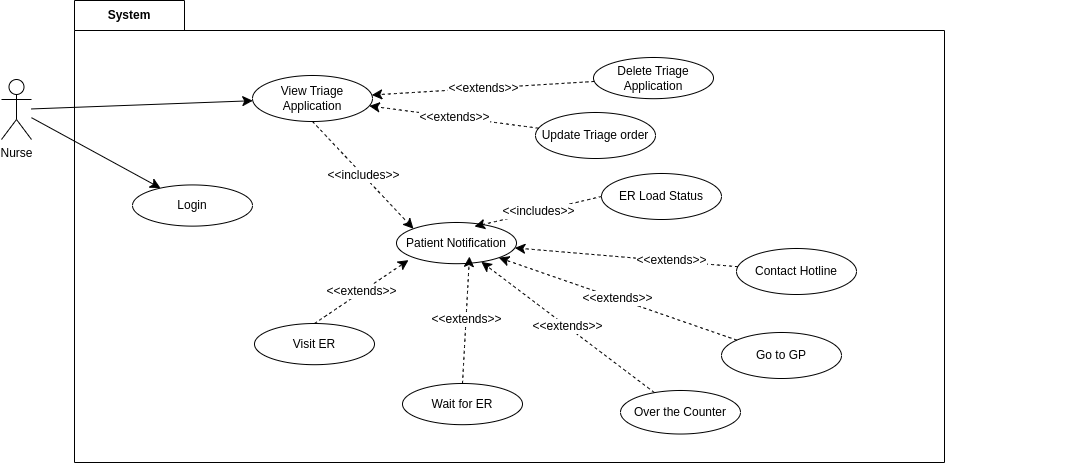 System
Nurse
View Triage
Application
<<extends>>
Delete Triage
Application
<<extends>>
Update Triage order
<<includes>>
Login
ER Load Status
<<includes>>
Patient Notification
<<extends>>
Contact Hotline
<<extends>>
Visit ER
<<extends>>
Wait for ER
<<extends>>
Go to GP
<<extends>>
Over the Counter